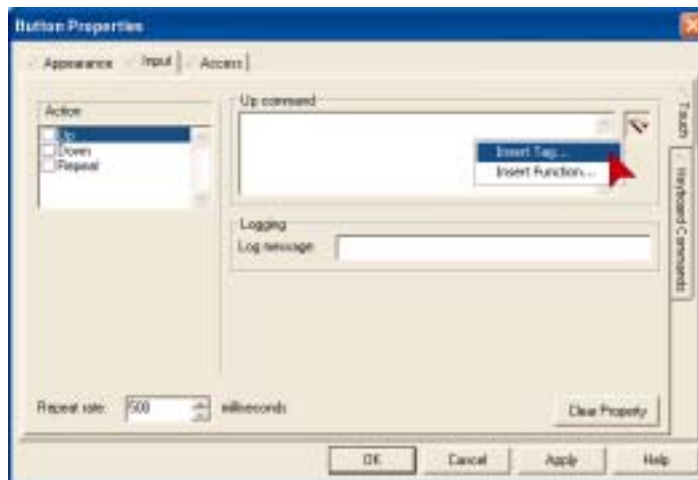 Button Properties
Appearance
Input
Access
Action
Up
Down
Repeat
Up command
Insert Tag...
Insert Function...
Touch
Keyboard Commands
Logging
Log message:
Repeat rate:
500
milliseconds
Clear Property
OK
Cancel
Apply
Help